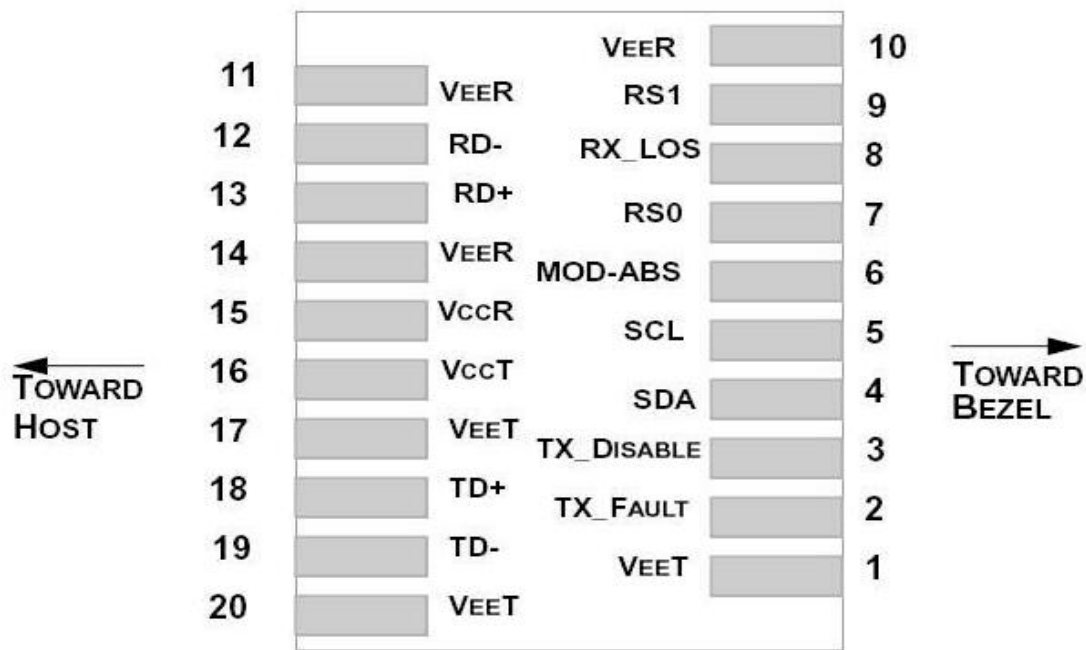 11 VEER
12 RD-
13 RD+
14 VEER
15 VCCR
16 VCCT
17 VEET
18 TD+
19 TD-
20 VEET
TOWARD
HOST
VEER 10
RS1 9
RX_LOS 8
RS0 7
MOD-ABS 6
SCL 5
SDA 4
TX_DISABLE 3
TX_FAULT 2
VEET 1
TOWARD
BEZEL